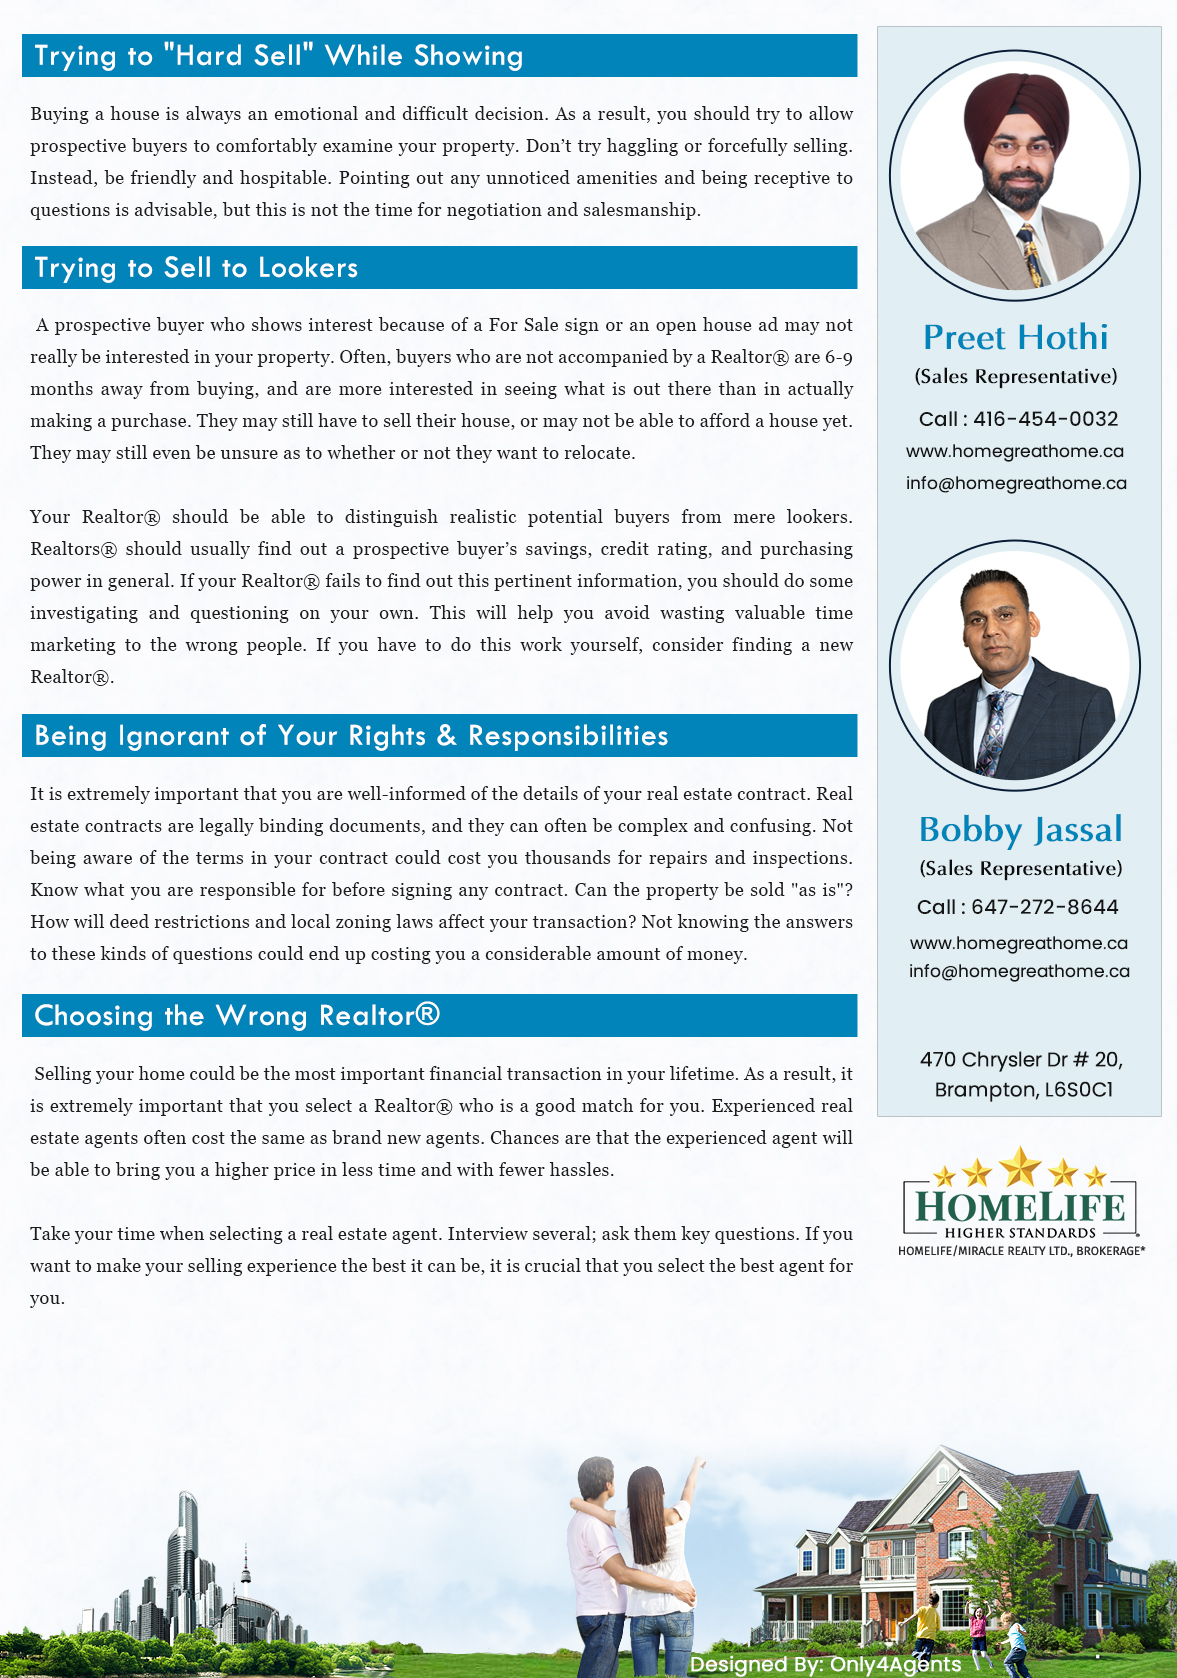 Trying to "Hard Sell" While Showing
Buying a house is always an emotional and difficult decision. As a result, you should try to allow
prospective buyers to comfortably examine your property. Don’t try haggling or forcefully selling.
Instead, be friendly and hospitable. Pointing out any unnoticed amenities and being receptive to
questions is advisable, but this is not the time for negotiation and salesmanship.
Trying to Sell to Lookers
A prospective buyer who shows interest because of a For Sale sign or an open house ad may not
really be interested in your property. Often, buyers who are not accompanied by a Realtor® are 6-9
months away from buying, and are more interested in seeing what is out there than in actually
making a purchase. They may still have to sell their house, or may not be able to afford a house yet.
They may still even be unsure as to whether or not they want to relocate.
Your Realtor® should be able to distinguish realistic potential buyers from mere lookers.
Realtors® should usually find out a prospective buyer’s savings, credit rating, and purchasing
power in general. If your Realtor® fails to find out this pertinent information, you should do some
investigating and questioning on your own. This will help you avoid wasting valuable time
marketing to the wrong people. If you have to do this work yourself, consider finding a new
Realtor®.
Being Ignorant of Your Rights & Responsibilities
It is extremely important that you are well-informed of the details of your real estate contract. Real
estate contracts are legally binding documents, and they can often be complex and confusing. Not
being aware of the terms in your contract could cost you thousands for repairs and inspections.
Know what you are responsible for before signing any contract. Can the property be sold "as is"?
How will deed restrictions and local zoning laws affect your transaction? Not knowing the answers
to these kinds of questions could end up costing you a considerable amount of money.
Choosing the Wrong Realtor®
Selling your home could be the most important financial transaction in your lifetime. As a result, it
is extremely important that you select a Realtor® who is a good match for you. Experienced real
estate agents often cost the same as brand new agents. Chances are that the experienced agent will
be able to bring you a higher price in less time and with fewer hassles.
Take your time when selecting a real estate agent. Interview several; ask them key questions. If you
want to make your selling experience the best it can be, it is crucial that you select the best agent for
you.
Preet Hothi
(Sales Representative)
Call : 416-454-0032
www.homegreathome.ca
info@homegreathome.ca
Bobby Jassal
(Sales Representative)
Call : 647-272-8644
www.homegreathome.ca
info@homegreathome.ca
470 Chrysler Dr # 20,
Brampton, L6S0C1
HOMELIFE
HIGHER STANDARDS
HOMELIFE/MIRACLE REALTY LTD., BROKERAGE*
Designed By: Only4Agents